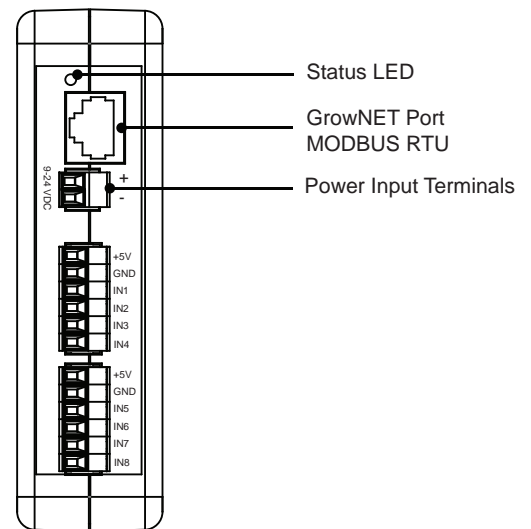 Status LED
GrowNET Port
MODBUS RTU
Power Input Terminals
9-24 VDC
+
-
+5V
GND
IN1
IN2
IN3
IN4
+5V
GND
IN5
IN6
IN7
IN8